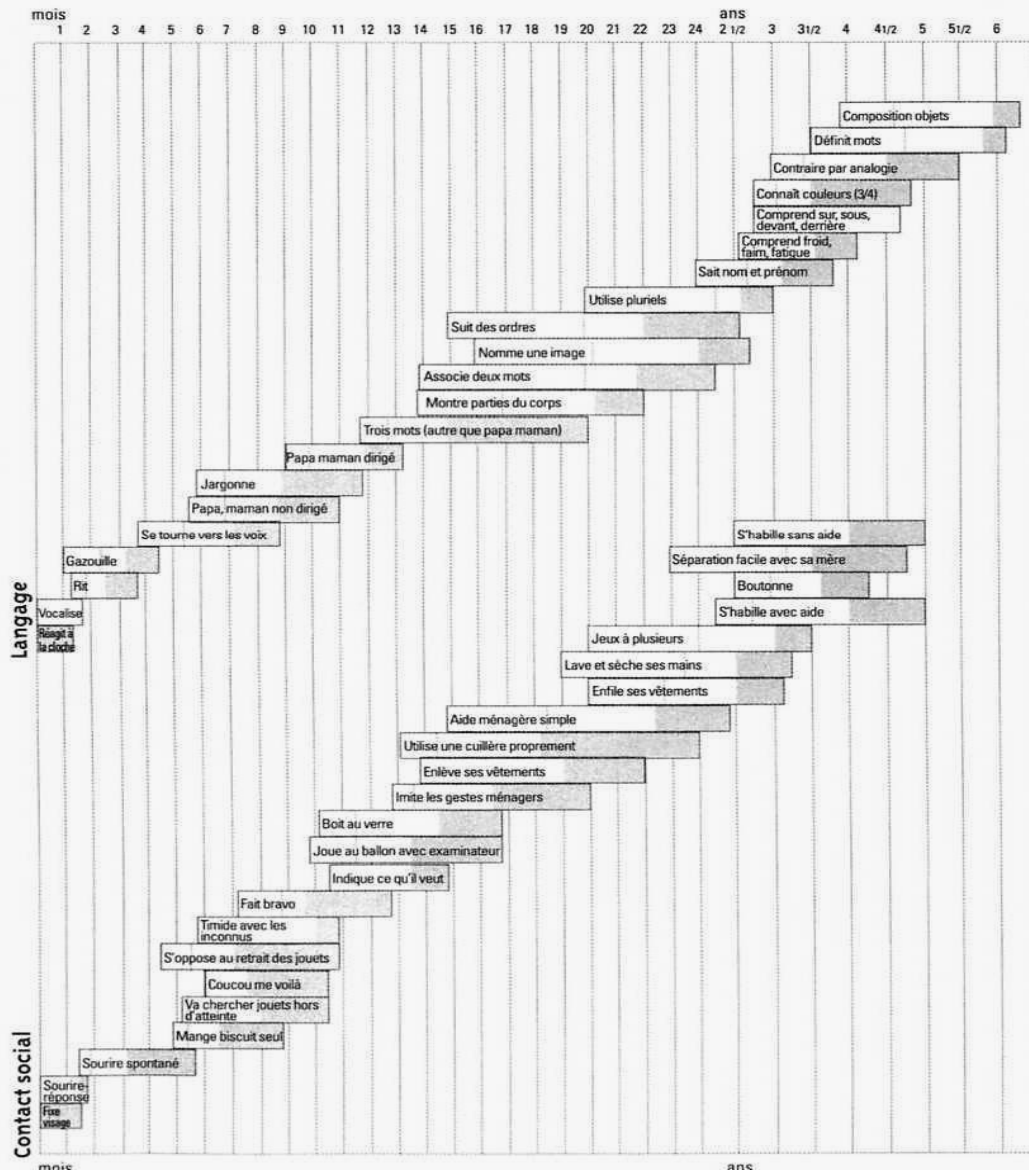 mois
ans
1 2 3 4 5 6 7 8 9 10 11 12 13 14 15 16 17 18 19 20 21 22 23 24 2 1/2 3 31/2 4 41/2 5 51/2 6
Composition objets
Définit mots
Contraire par analogie
Connaît couleurs (3/4)
Comprend sur, sous,
devant, derrière
Comprend froid,
faim, fatigue
Sait nom et prénom
Utilise pluriels
Suit des ordres
Nomme une image
Associe deux mots
Montre parties du corps
Trois mots (autre que papa maman)
Papa maman dirigé
Jargonne
Papa, maman non dirigé
Se tourne vers les voix
Gazouille
Rit
Vocalise
Réagit à
la cloche
Langage
S'habille sans aide
Séparation facile avec sa mère
Boutonne
S'habille avec aide
Jeux à plusieurs
Lave et sèche ses mains
Enfile ses vêtements
Aide ménagère simple
Utilise une cuillère proprement
Enlève ses vêtements
Imite les gestes ménagers
Boit au verre
Joue au ballon avec examinateur
Indique ce qu'il veut
Fait bravo
Timide avec les
inconnus
S'oppose au retrait des jouets
Coucou me voilà
Va chercher jouets hors
d'atteinte
Mange biscuit seul
Sourire spontané
Sourire-
réponse
Fixe
visage
Contact social
mois
ans